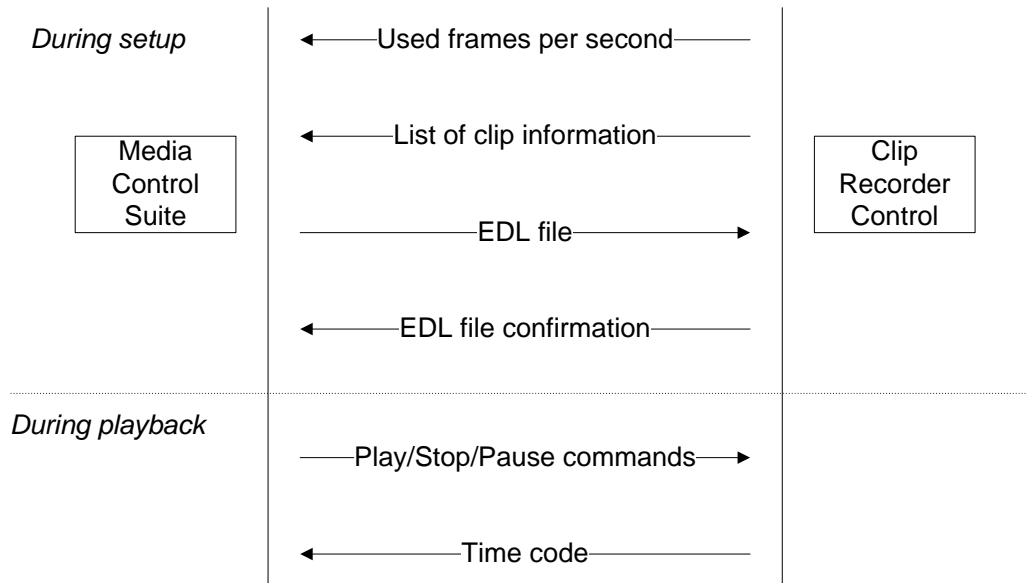 During setup
Used frames per second
List of clip information
Media
Control
Suite
Clip
Recorder
Control
EDL file
EDL file confirmation
During playback
Play/Stop/Pause commands
Time code